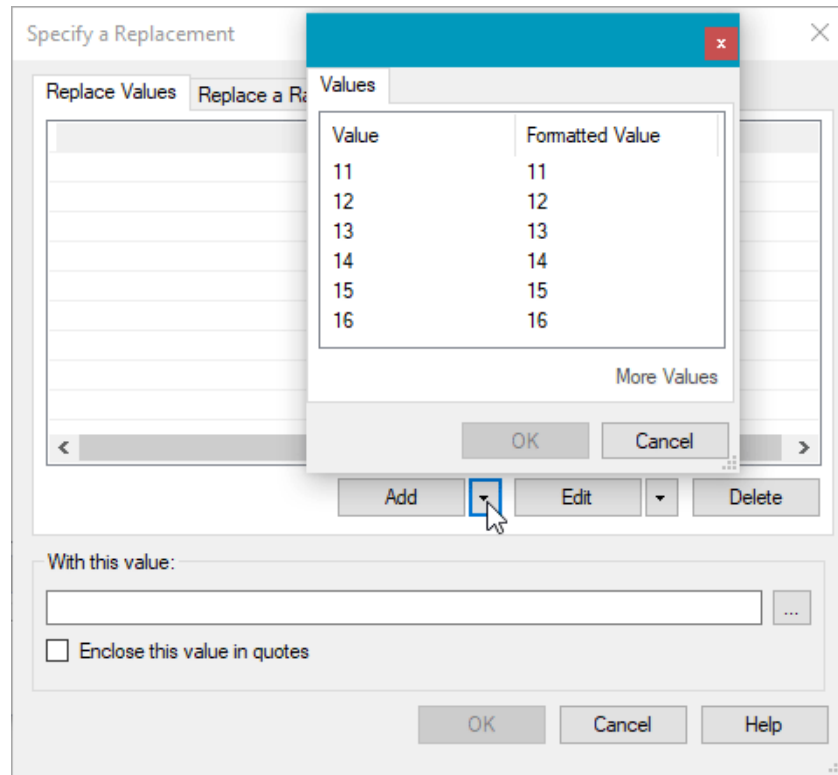 Specify a Replacement
x
Values
Replace Values Replace a Ra
Value Formatted Value
11 11
12 12
13 13
14 14
15 15
16 16
More Values
OK Cancel
Add Edit Delete
With this value:
...
Enclose this value in quotes
OK Cancel Help